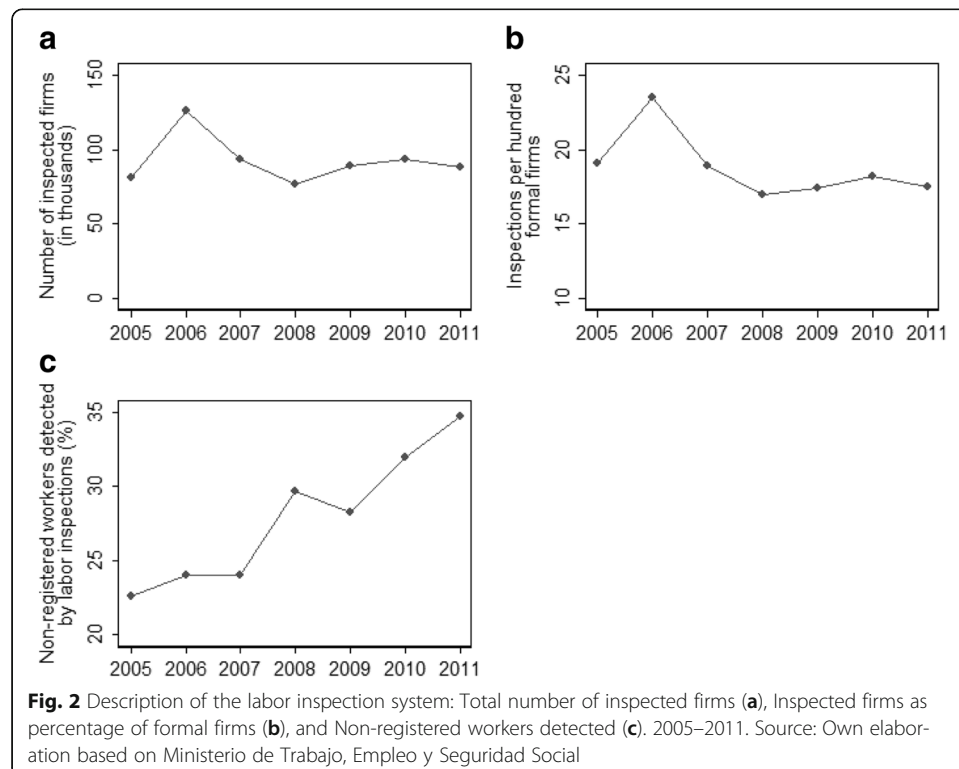 a
Number of inspected firms
(in thousands)
150
100
50
0
2005 2006 2007 2008 2009 2010 2011
b
Inspections per hundred
formal firms
25
20
15
10
2005 2006 2007 2008 2009 2010 2011
c
Non-registered workers detected
by labor inspections (%)
35
30
25
20
2005 2006 2007 2008 2009 2010 2011
Fig. 2 Description of the labor inspection system: Total number of inspected firms (a), Inspected firms as
percentage of formal firms (b), and Non-registered workers detected (c). 2005–2011. Source: Own elabor-
ation based on Ministerio de Trabajo, Empleo y Seguridad Social